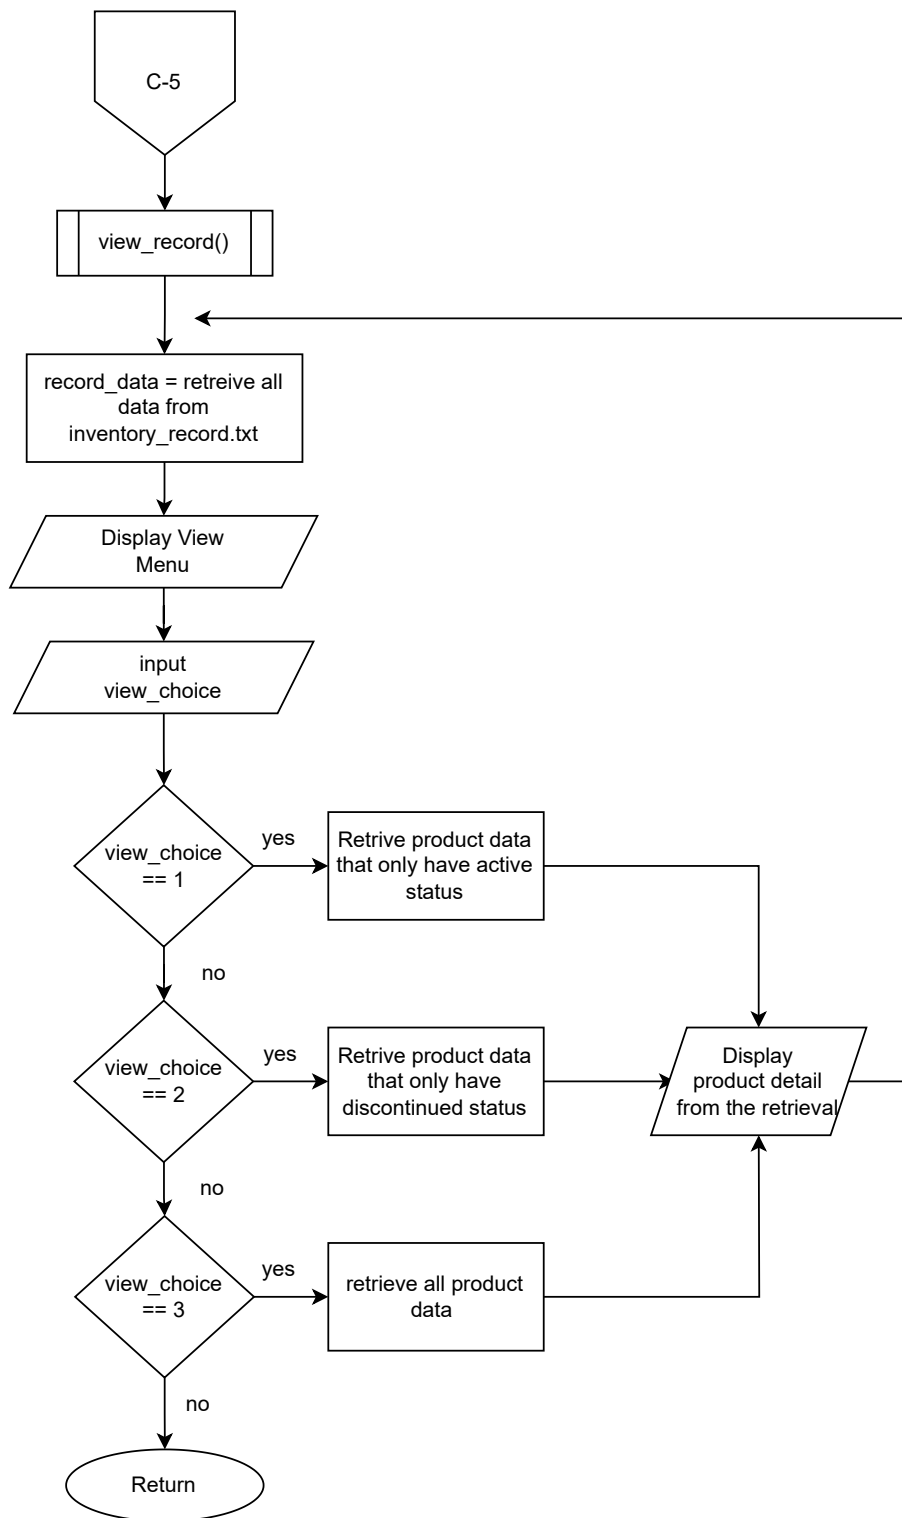 C-5
view_record()
record_data = retreive all
data from
inventory_record.txt
Display View
Menu
input
view_choice
view_choice
== 1
yes
Retrive product data
that only have active
status
no
view_choice
== 2
yes
Retrive product data
that only have
discontinued status
Display
product detail
from the retrieval
no
view_choice
== 3
yes
retrieve all product
data
no
Return